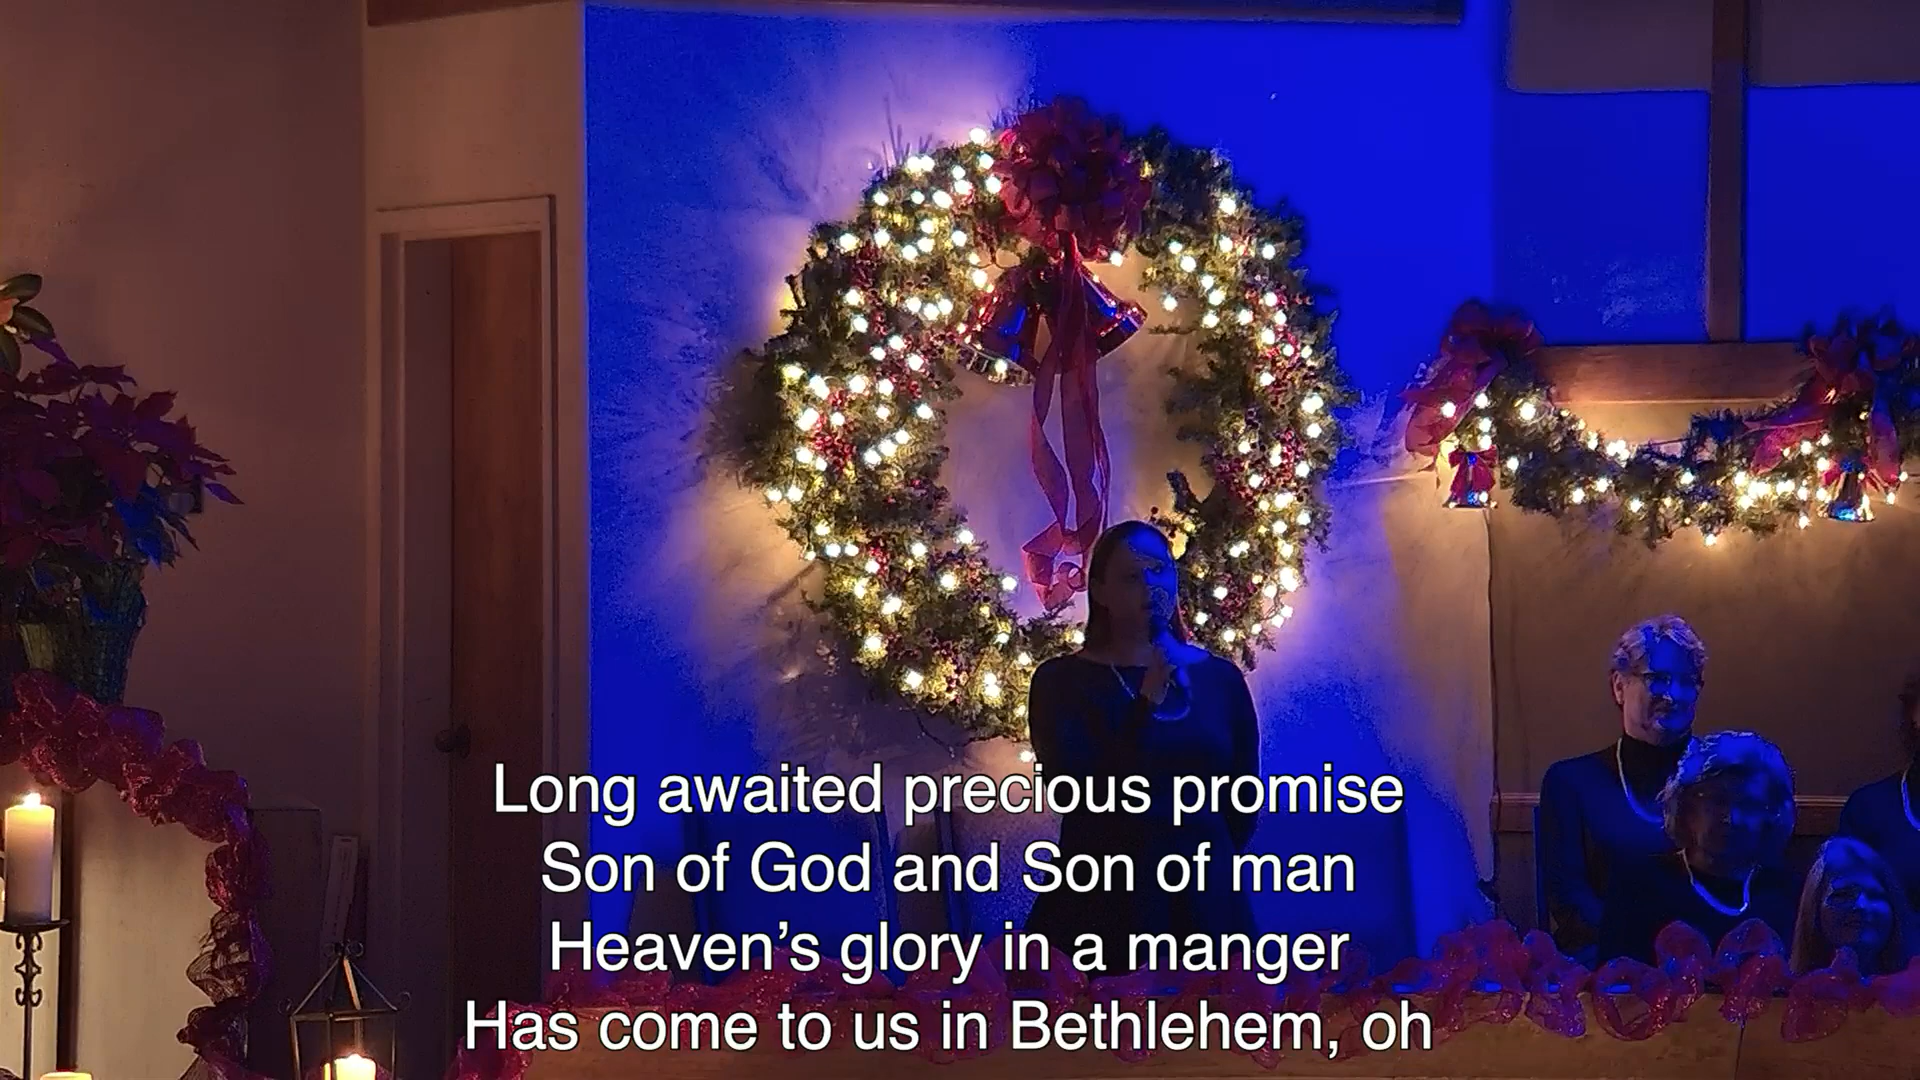 Long awaited precious promise
Son of God and Son of man
Heaven’s glory in a manger
Has come to us in Bethlehem, oh